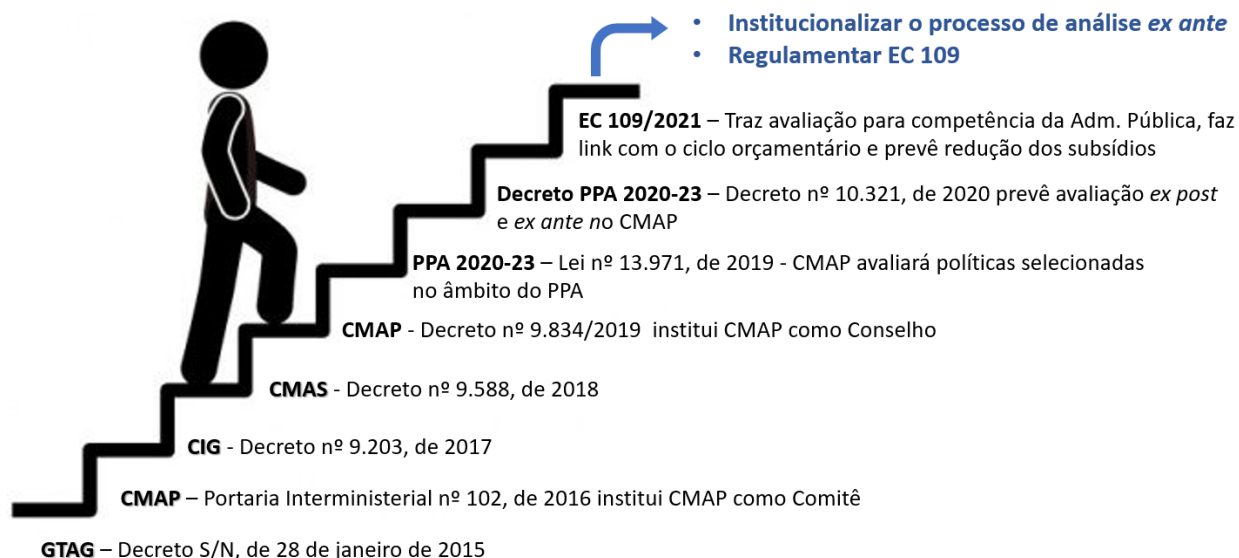 • Institucionalizar o processo de análise ex ante
• Regulamentar EC 109
EC 109/2021 – Traz avaliação para competência da Adm. Pública, faz
link com o ciclo orçamentário e prevê redução dos subsídios
Decreto PPA 2020-23 – Decreto nº 10.321, de 2020 prevê avaliação ex post
e ex ante no CMAP
PPA 2020-23 – Lei nº 13.971, de 2019 - CMAP avaliará políticas selecionadas
no âmbito do PPA
CMAP - Decreto nº 9.834/2019 institui CMAP como Conselho
CMAS - Decreto nº 9.588, de 2018
CIG - Decreto nº 9.203, de 2017
CMAP – Portaria Interministerial nº 102, de 2016 institui CMAP como Comitê
GTAG – Decreto S/N, de 28 de janeiro de 2015